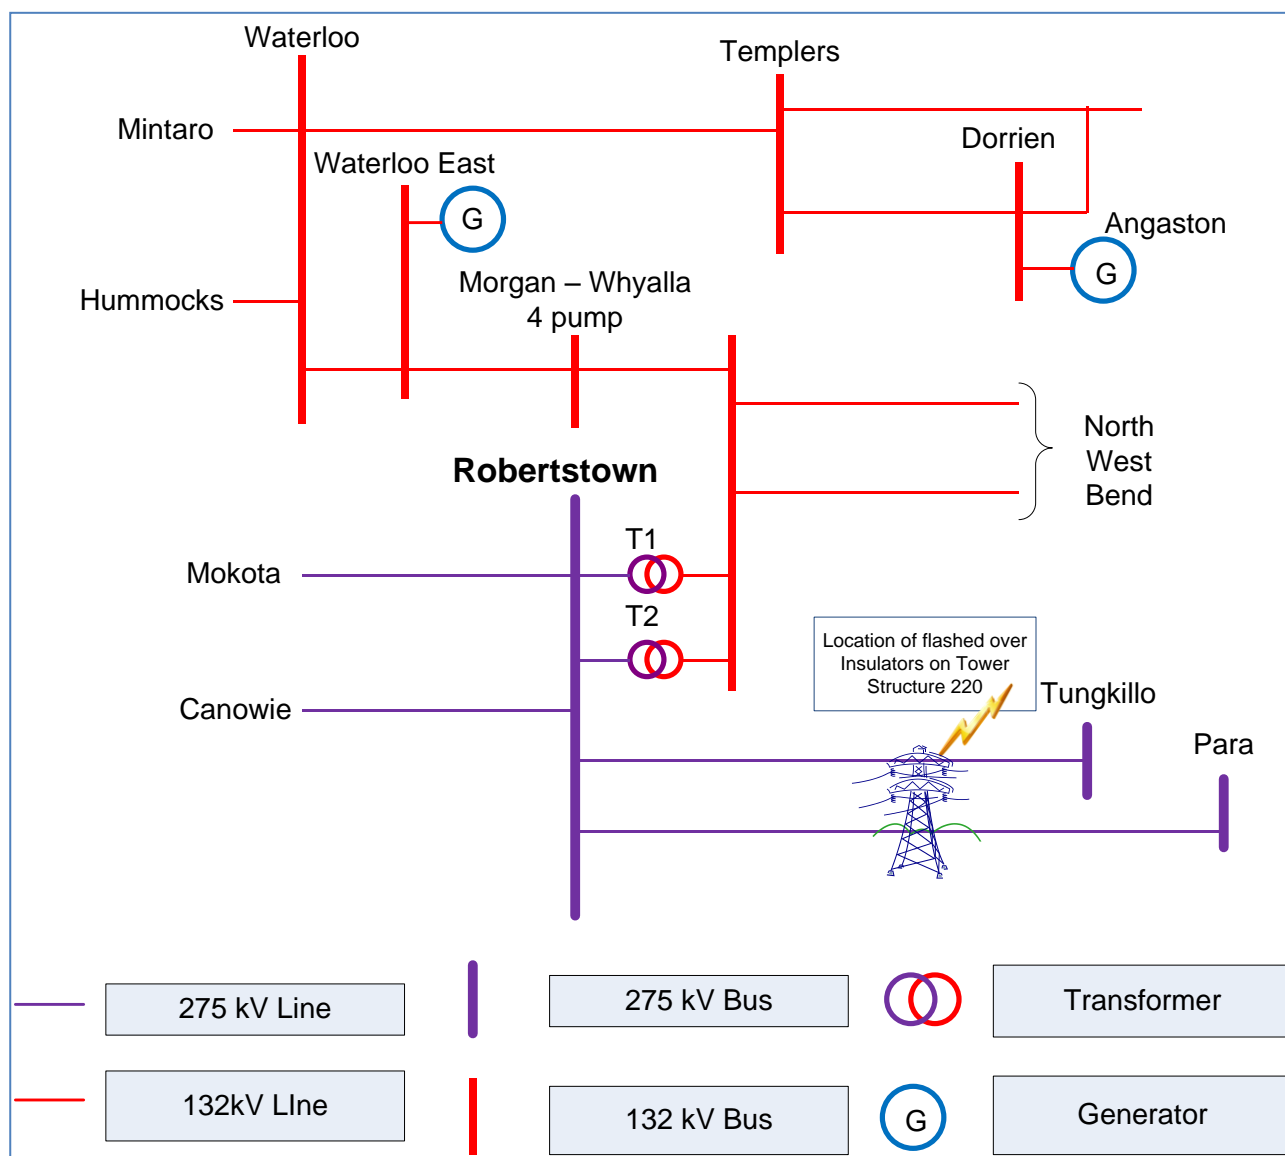 Waterloo
Templers
Mintaro
Dorrien
Waterloo East
G
Angaston
G
Morgan – Whyalla
4 pump
Hummocks
North
West
Bend
Robertstown
T1
Mokota
T2
Location of flashed over
Insulators on Tower
Structure 220
Tungkillo
Canowie
Para
275 kV Line
275 kV Bus
Transformer
132kV LIne
132 kV Bus
G
Generator